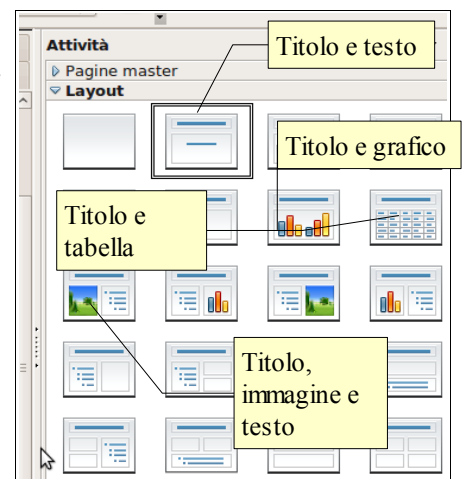 Attività
Titolo e testo
Pagine master
Layout
Titolo e grafico
Titolo e
tabella
Titolo,
immagine e
testo